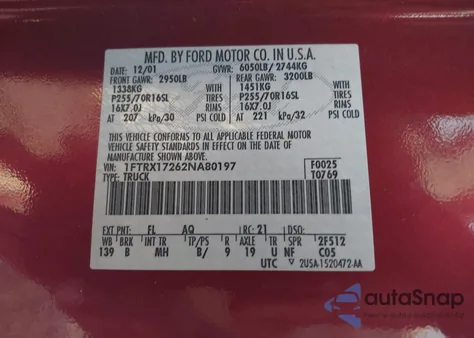 MFD. BY FORD MOTOR CO. IN U.S.A.
DATE: 12/01 GVWR: 6050LB/2744KG
FRONT GAWR: 2950LB REAR GAWR: 3200LB
1338KG 1451KG
P255/70R16SL TIRES P255/70R16SL TIRES
16X7.0J RIMS 16X7.0J RIMS
AT 207 kPa/30 PSI COLD AT 221 kPa/32 PSI COLD
THIS VEHICLE CONFORMS TO ALL APPLICABLE FEDERAL MOTOR
VEHICLE SAFETY STANDARDS IN EFFECT ON THE DATE OF
MANUFACTURE SHOWN ABOVE.
VIN: 1FTRX17262NA80197 F0025
TYPE: TRUCK T0769
EXT. PNT: FL AQ RC: 21 DSO:
WB BRK INT TR TP/PS R AXLE TR SPR 2F512
139 B MH B/ 9 19 U NF C05
UTC 2U5A-1520472-AA
autoSnap